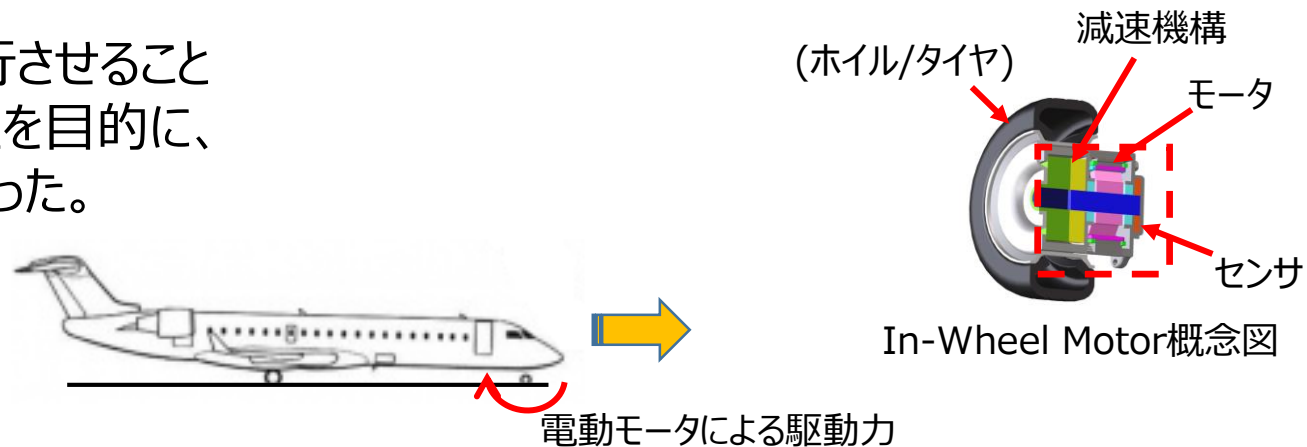 行させること
を目的に、
った。
減速機構
(ホイル/タイヤ)
モータ
センサ
In-Wheel Motor概念図
電動モータによる駆動力